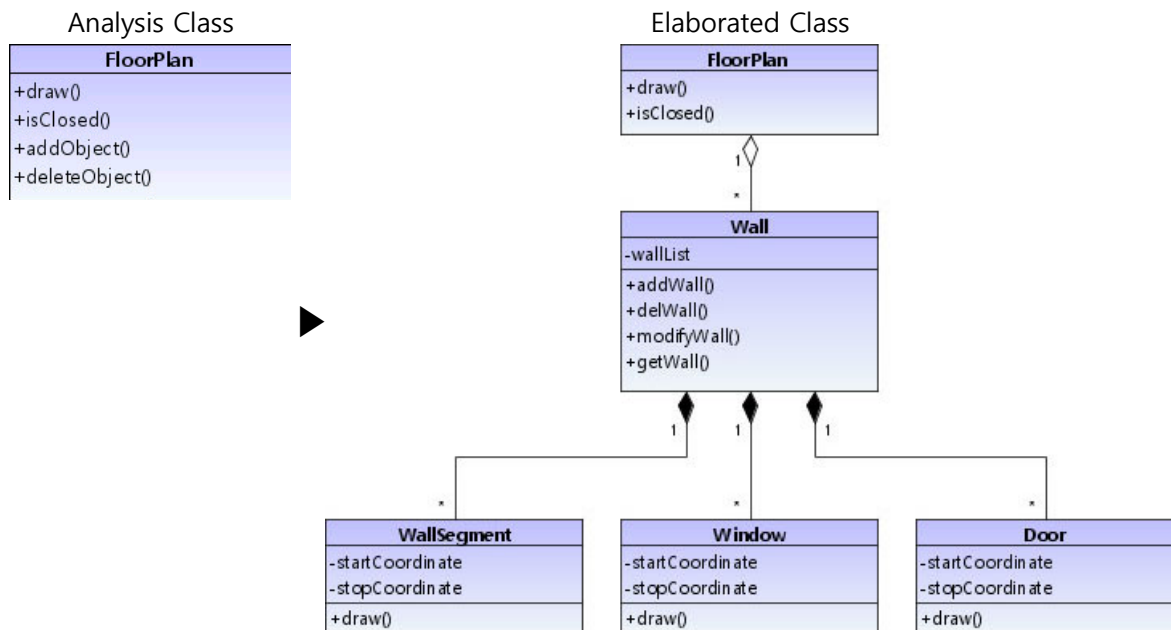 Analysis Class
FloorPlan
+draw()
+isClosed()
+addObject()
+deleteObject()
Elaborated Class
FloorPlan
+draw()
+isClosed()
1
*
Wall
-wallList
+addWall()
+delWall()
+modifyWall()
+getWall()
1
1
1
*
*
*
WallSegment
-startCoordinate
-stopCoordinate
+draw()
Window
-startCoordinate
-stopCoordinate
+draw()
Door
-startCoordinate
-stopCoordinate
+draw()